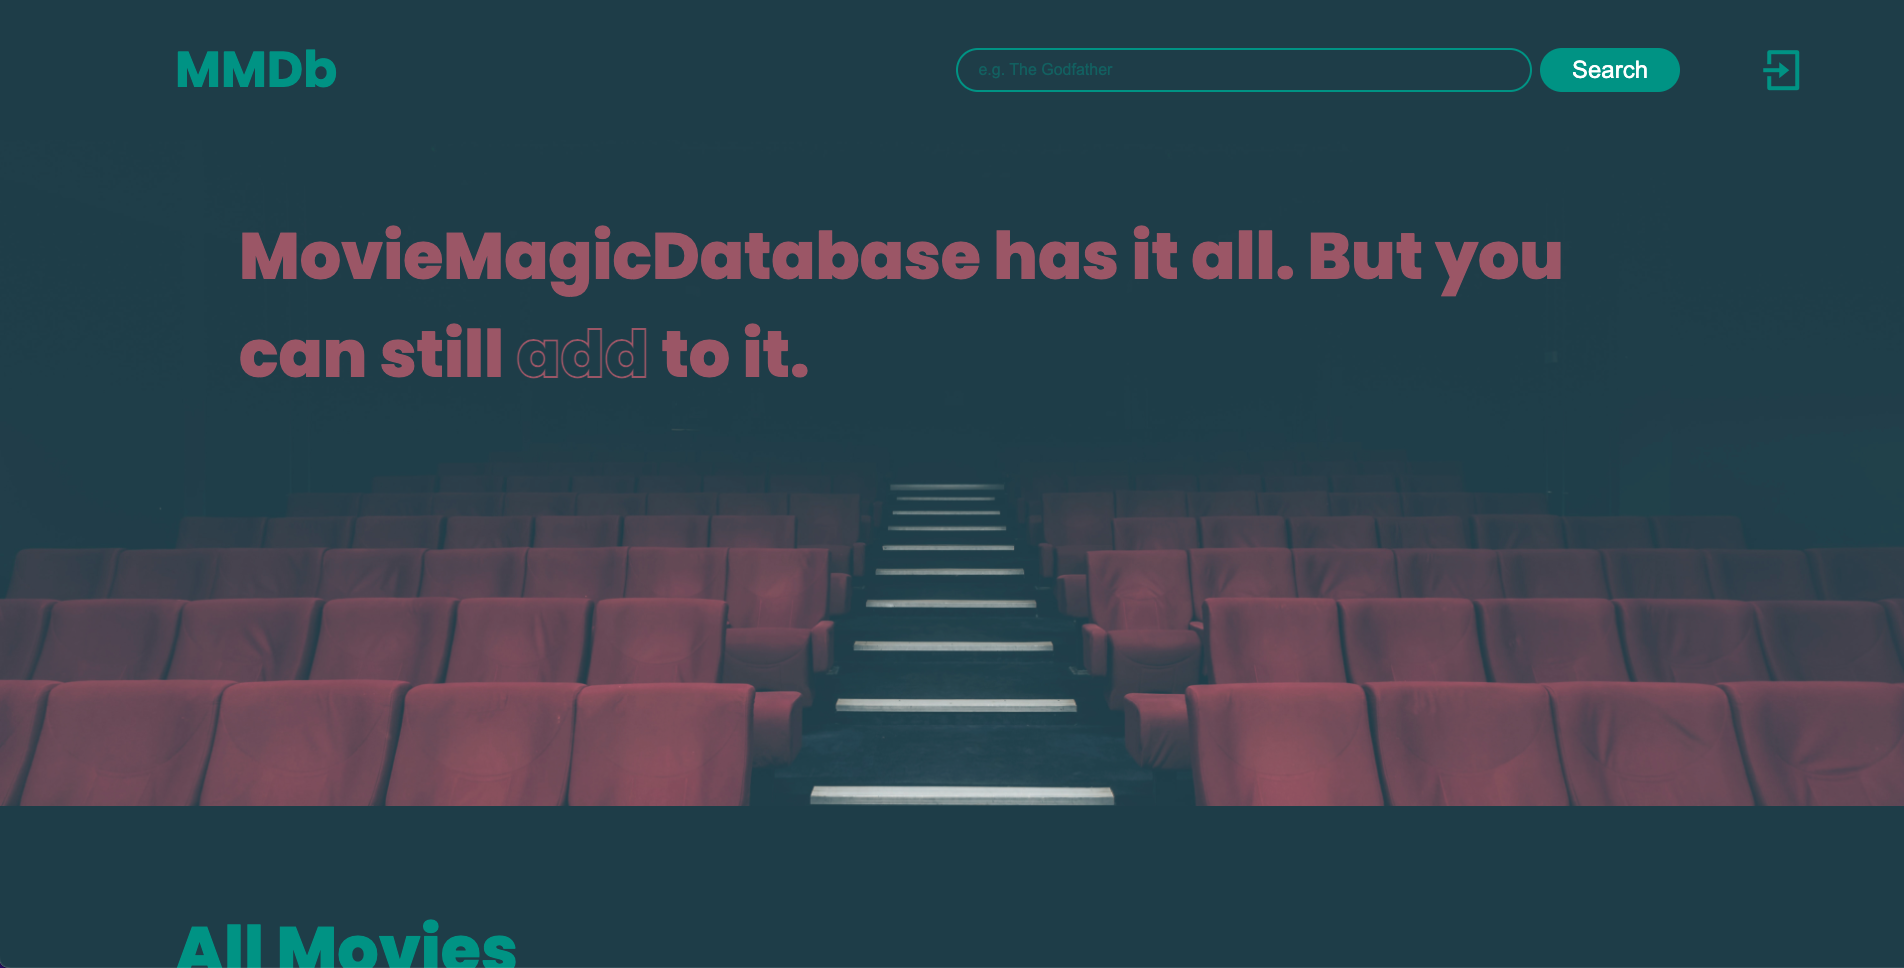 MMDb
e.g. The Godfather
Search
MovieMagicDatabase has it all. But you
can still add to it.
All Movies